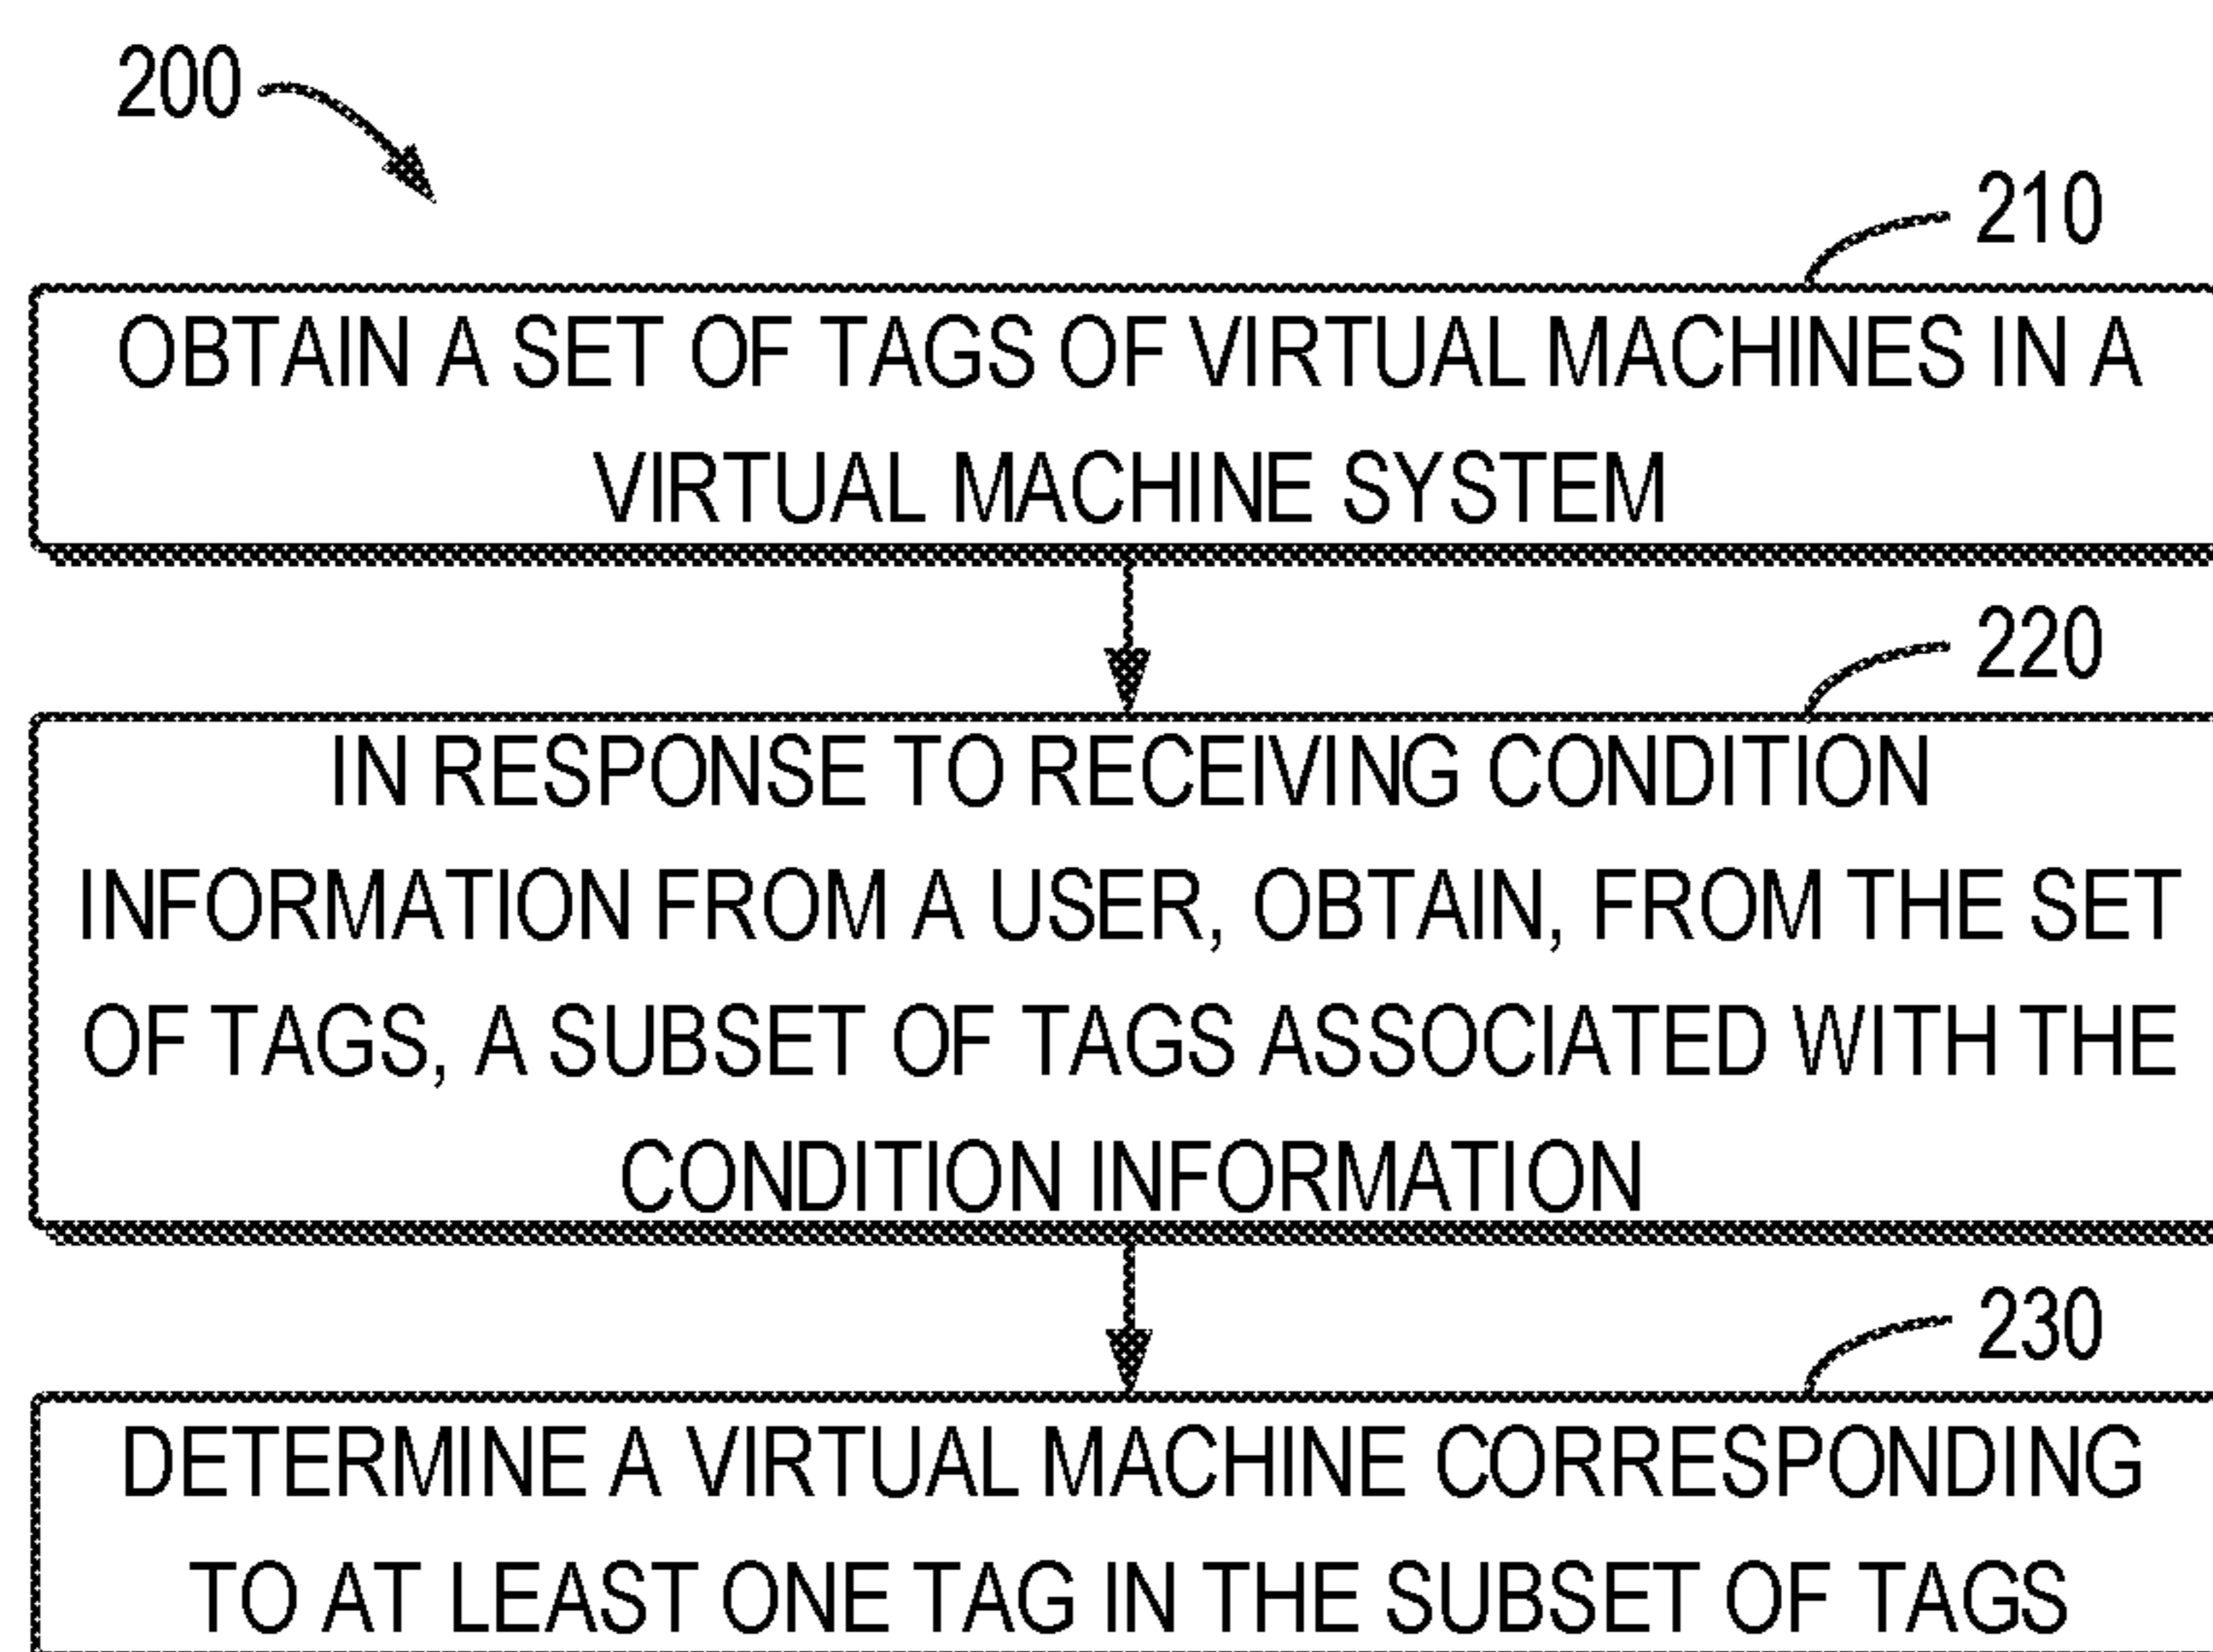 200
210
OBTAIN A SET OF TAGS OF VIRTUAL MACHINES IN A
VIRTUAL MACHINE SYSTEM
220
IN RESPONSE TO RECEIVING CONDITION
INFORMATION FROM A USER, OBTAIN, FROM THE SET
OF TAGS, A SUBSET OF TAGS ASSOCIATED WITH THE
CONDITION INFORMATION
230
DETERMINE A VIRTUAL MACHINE CORRESPONDING
TO AT LEAST ONE TAG IN THE SUBSET OF TAGS